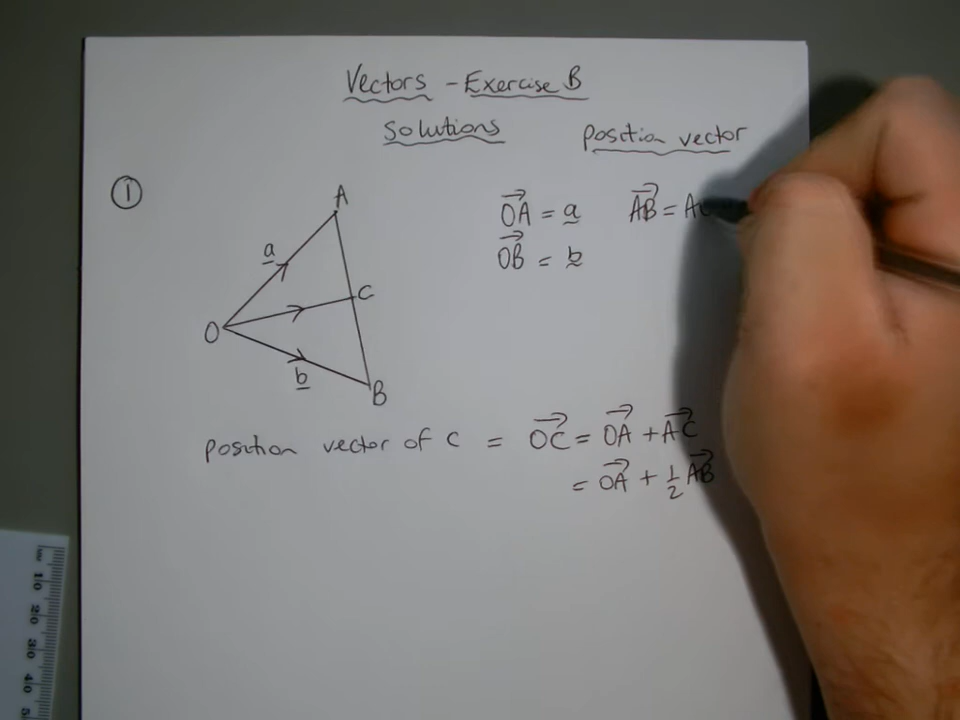 Vectors - Exercise B
Solutions
position vector
①
A
a
C
O
b
B
OA = a
OB = b
AB = A
position vector of C = OC = OA + AC
= OA + 1/2 AB
10 20 30 40